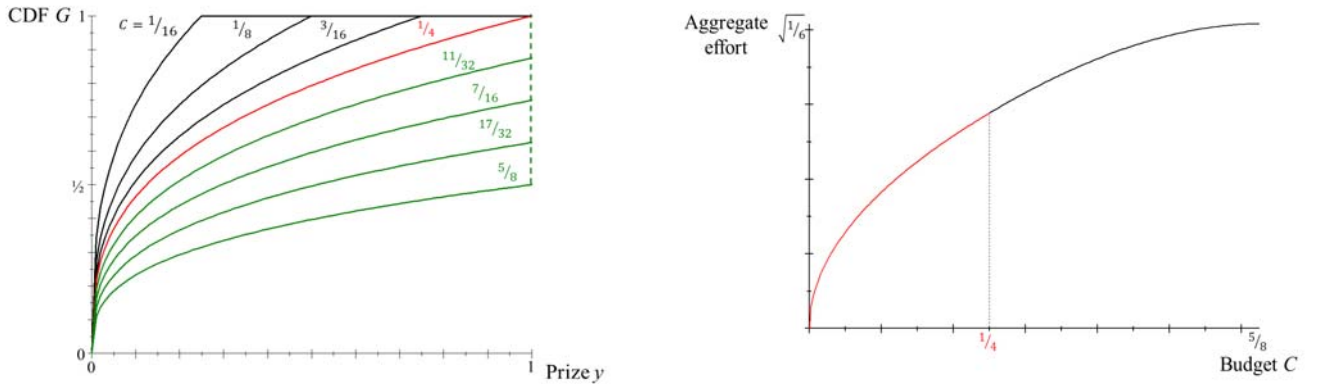 CDF G
1
C = 1/16
1/8
3/16
1/4
11/32
7/16
17/32
5/8
½
0
0
1
Prize y
Aggregate
effort
√1/6
1/4
5/8
Budget C